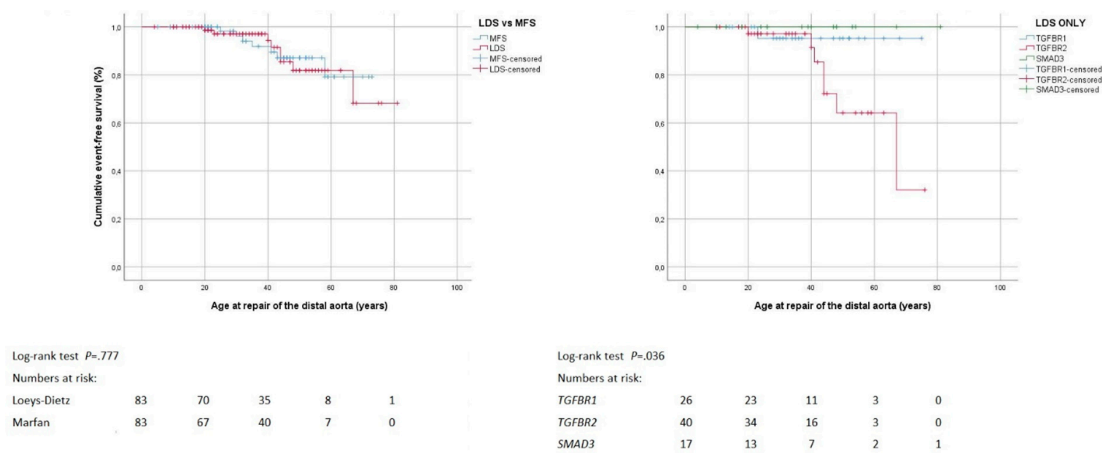 LDS vs MFS
MFS
LDS
MFS-censored
LDS-censored
Cumulative event-free survival (%)
1,0
0,8
0,6
0,4
0,2
0,0
0 20 40 60 80 100
Age at repair of the distal aorta (years)
LDS ONLY
TGFBR1
TGFBR2
SMAD3
TGFBR1-censored
TGFBR2-censored
SMAD3-censored
1,0
0,8
0,6
0,4
0,2
0,0
0 20 40 60 80 100
Age at repair of the distal aorta (years)
Log-rank test P=.777
Numbers at risk:
Loeys-Dietz 83 70 35 8 1
Marfan 83 67 40 7 0
Log-rank test P=.036
Numbers at risk:
TGFBR1 26 23 11 3 0
TGFBR2 40 34 16 3 0
SMAD3 17 13 7 2 1